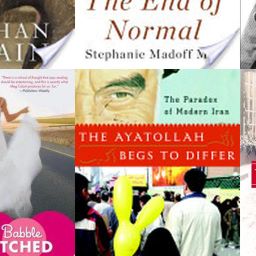 HAN
AIN
The End of
Normal
Stephanie Madoff M
The Paradox
of Modern Iran
THE AYATOLLAH
BEGS TO DIFFER
Babble
TCHED